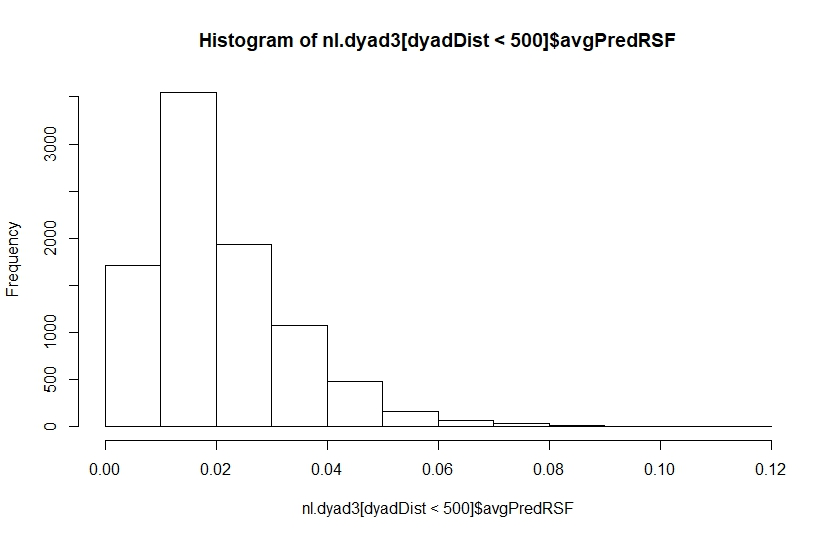 Histogram of nl.dyad3[dyadDist < 500]$avgPredRSF
Frequency
3000
2000
1000
500
0
0.00 0.02 0.04 0.06 0.08 0.10 0.12
nl.dyad3[dyadDist < 500]$avgPredRSF